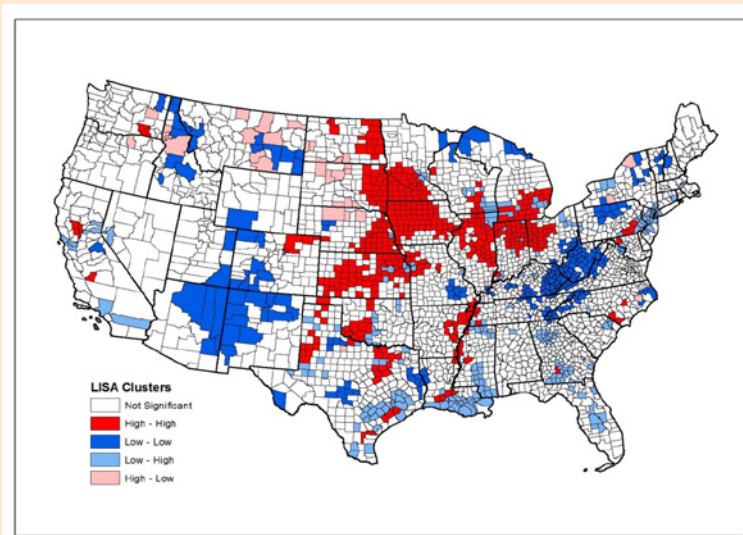 LISA Clusters
Not Significant
High - High
Low - Low
Low - High
High - Low